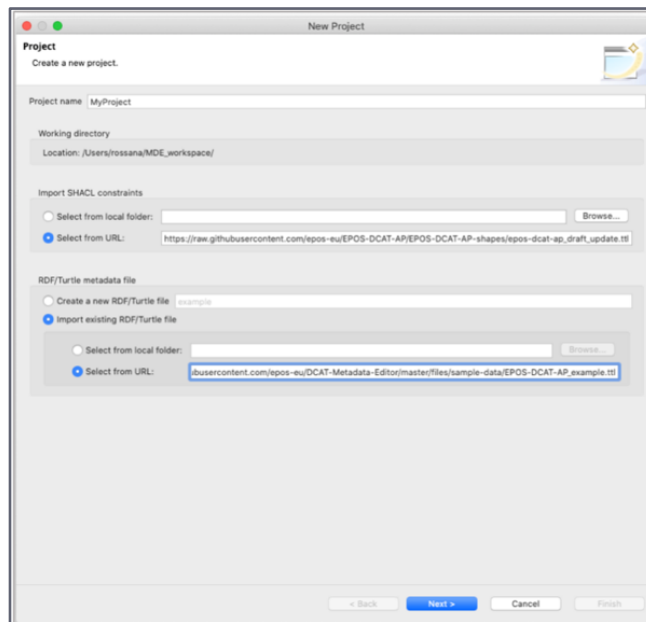 New Project
Project
Create a new project.
Project name MyProject
Working directory
Location: /Users/rossana/MDE_workspace/
Import SHACL constraints
Select from local folder: Browse...
Select from URL: https://raw.githubusercontent.com/epos-eu/EPOS-DCAT-AP/EPOS-DCAT-AP-shapes/epos-dcat-ap_draft_update.ttl
RDF/Turtle metadata file
Create a new RDF/Turtle file example
Import existing RDF/Turtle file
Select from local folder: Browse...
Select from URL: ubusercontent.com/epos-eu/DCAT-Metadata-Editor/master/files/sample-data/EPOS-DCAT-AP_example.ttl
< Back Next > Cancel Finish